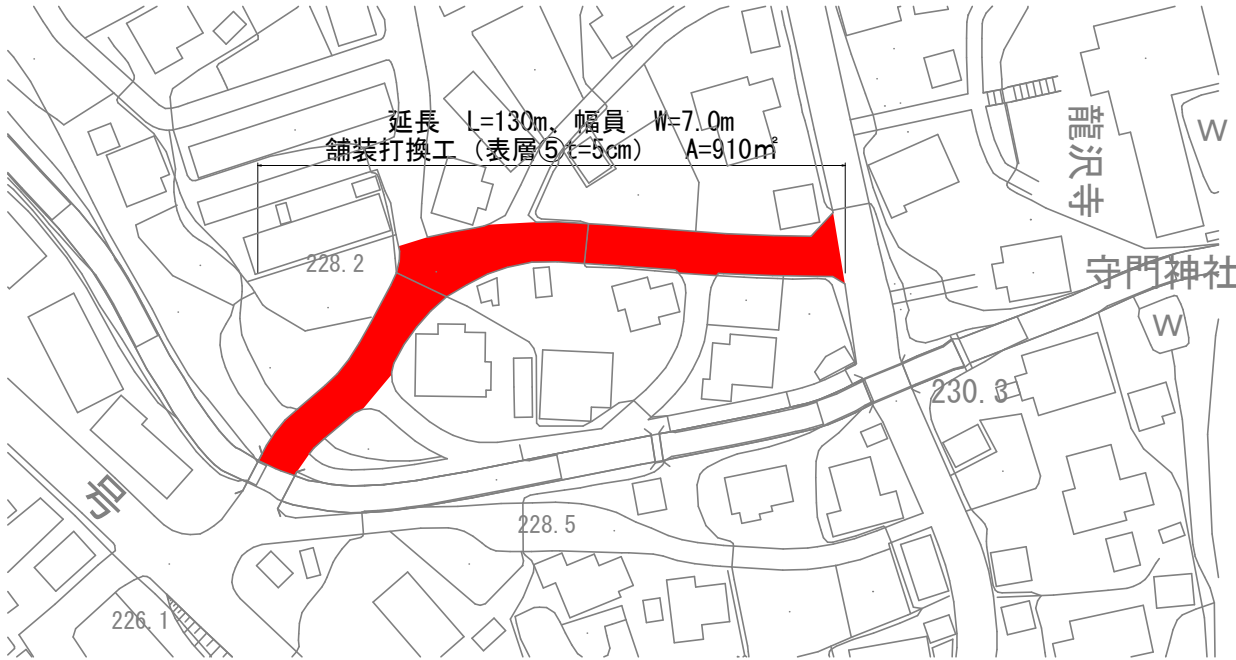 延長　L=130m、幅員　W=7.0m
舗装打換工（表層⑤t=5cm）　A=910㎡
龍沢寺
W
228.2
守門神社
W
230.3
号
228.5
226.1